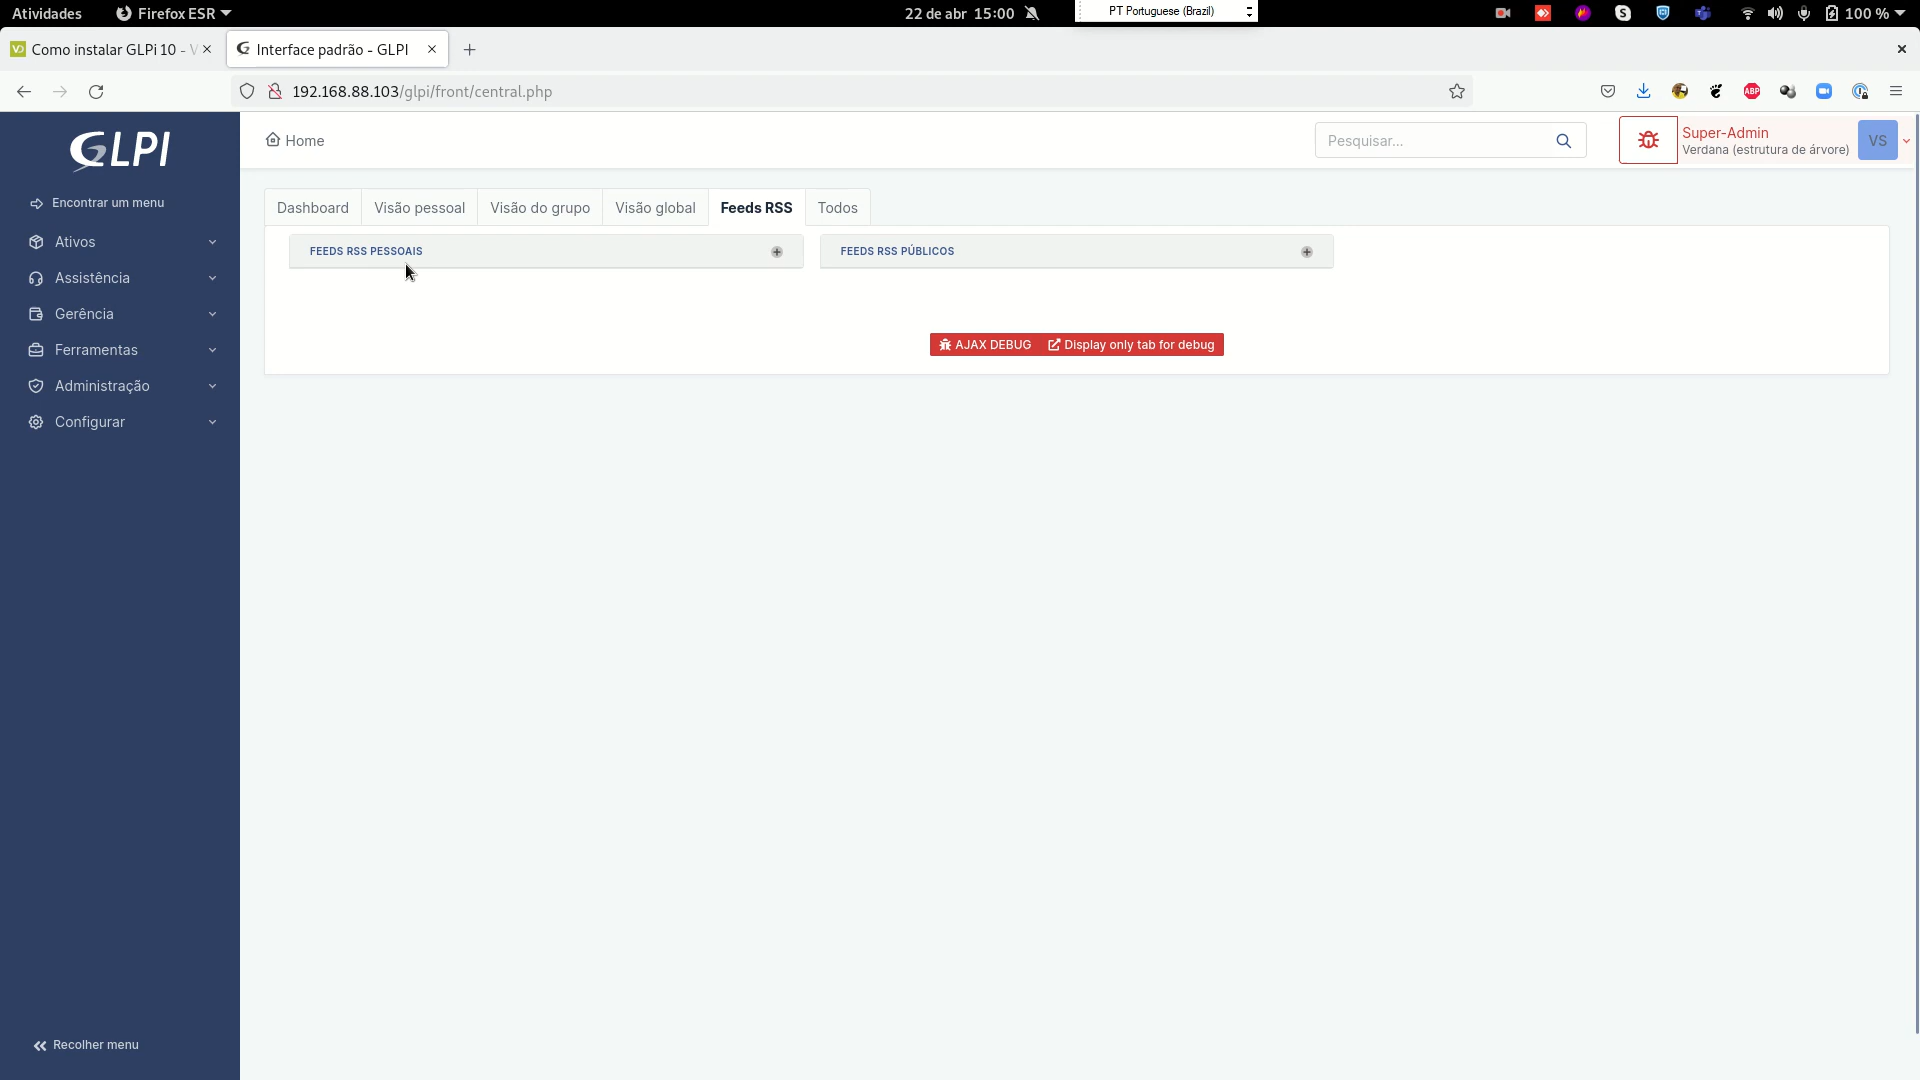 Atividades Firefox ESR 22 de abr 15:00 PT Portuguese (Brazil) 100 %
Como instalar GLPi 10 - V Interface padrão - GLPI
192.168.88.103/glpi/front/central.php ABP
GLPI Home Pesquisar... Super-Admin VS
Verdana (estrutura de árvore)
Encontrar um menu
Ativos
Assistência
Gerência
Ferramentas
Administração
Configurar
Dashboard Visão pessoal Visão do grupo Visão global Feeds RSS Todos
FEEDS RSS PESSOAIS FEEDS RSS PÚBLICOS
AJAX DEBUG Display only tab for debug
Recolher menu